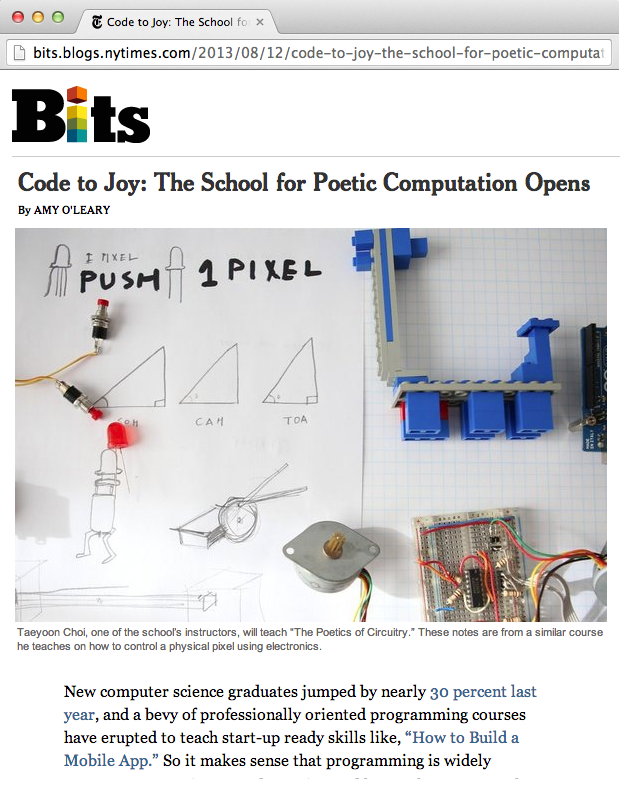 Code to Joy: The School fo
bits.blogs.nytimes.com/2013/08/12/code-to-joy-the-school-for-poetic-computat
Bits
Code to Joy: The School for Poetic Computation Opens
By AMY O'LEARY
1 PIXEL
PUSH 1 PIXEL
SOH CAH TOA
Taeyoon Choi, one of the school's instructors, will teach "The Poetics of Circuitry." These notes are from a similar course
he teaches on how to control a physical pixel using electronics.
New computer science graduates jumped by nearly 30 percent last
year, and a bevy of professionally oriented programming courses
have erupted to teach start-up ready skills like, “How to Build a
Mobile App.” So it makes sense that programming is widely